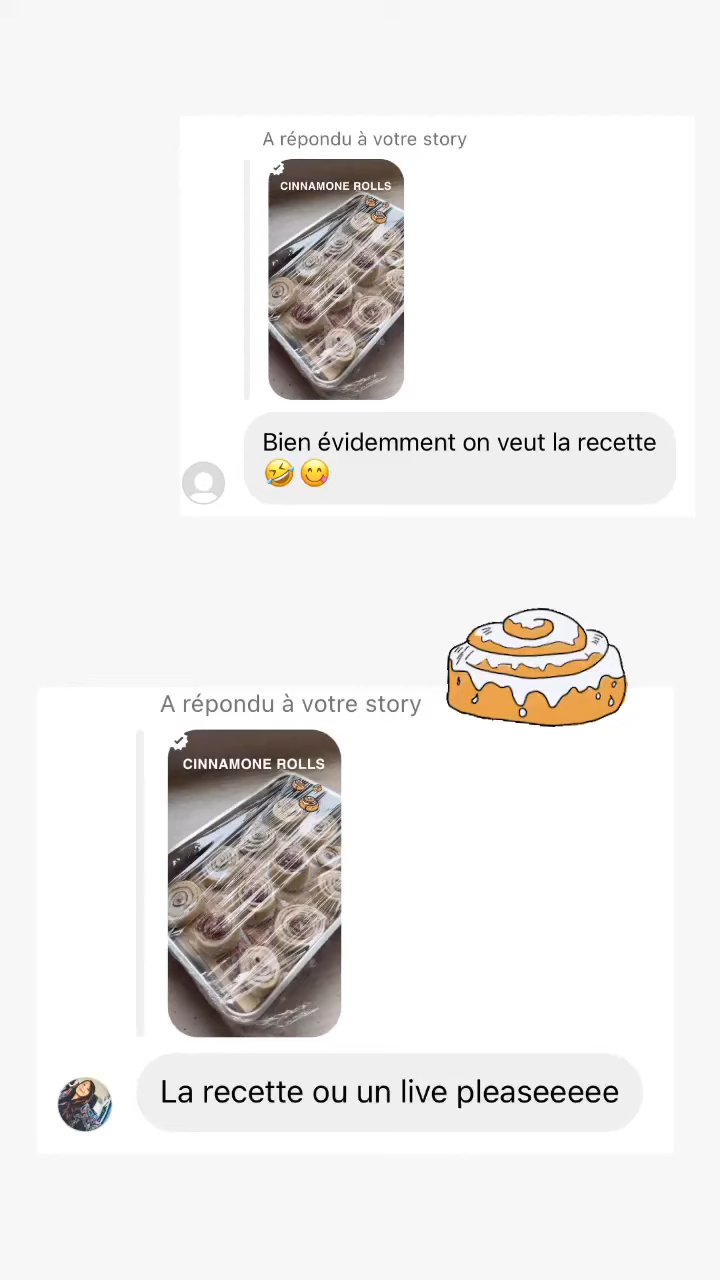 A répondu à votre story
CINNAMONE ROLLS
Bien évidemment on veut la recette
🤣😋
A répondu à votre story
CINNAMONE ROLLS
La recette ou un live pleaseeeee